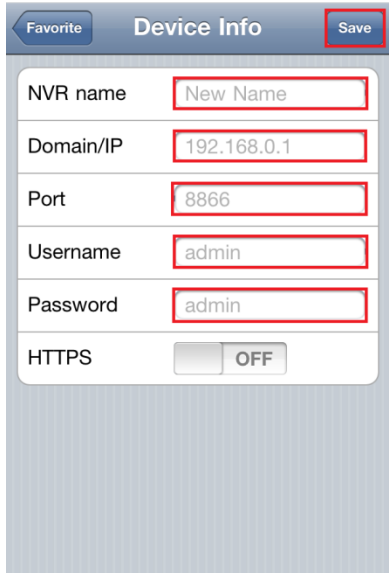 Favorite Device Info Save
NVR name New Name
Domain/IP 192.168.0.1
Port 8866
Username admin
Password admin
HTTPS OFF